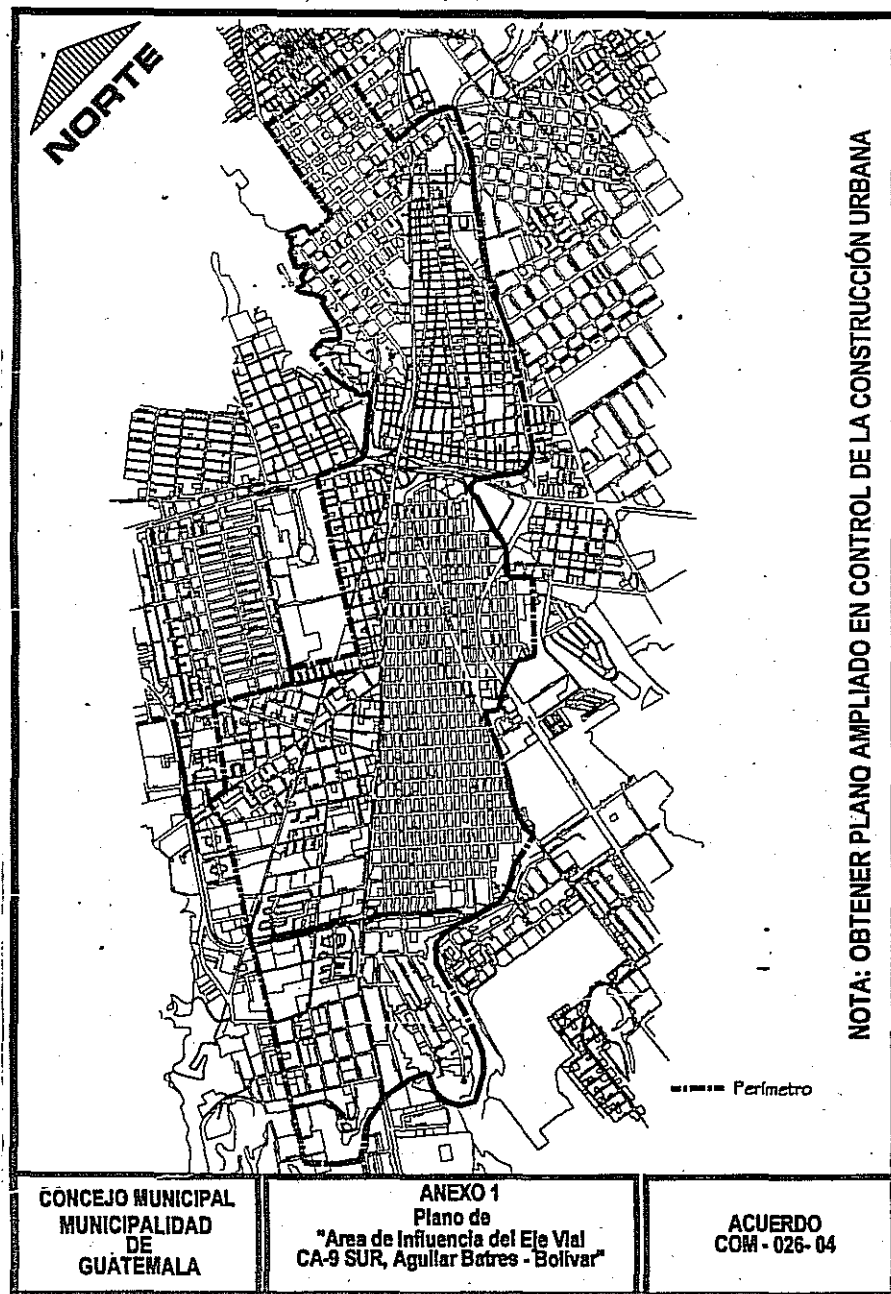 NORTE
NOTA: OBTENER PLANO AMPLIADO EN CONTROL DE LA CONSTRUCCIÓN URBANA
Perímetro
CONCEJO MUNICIPAL
MUNICIPALIDAD
DE
GUATEMALA
ANEXO 1
Plano de
"Area de Influencia del Eje Vial
CA-9 SUR, Aguilar Batres - Bolívar"
ACUERDO
COM - 026- 04